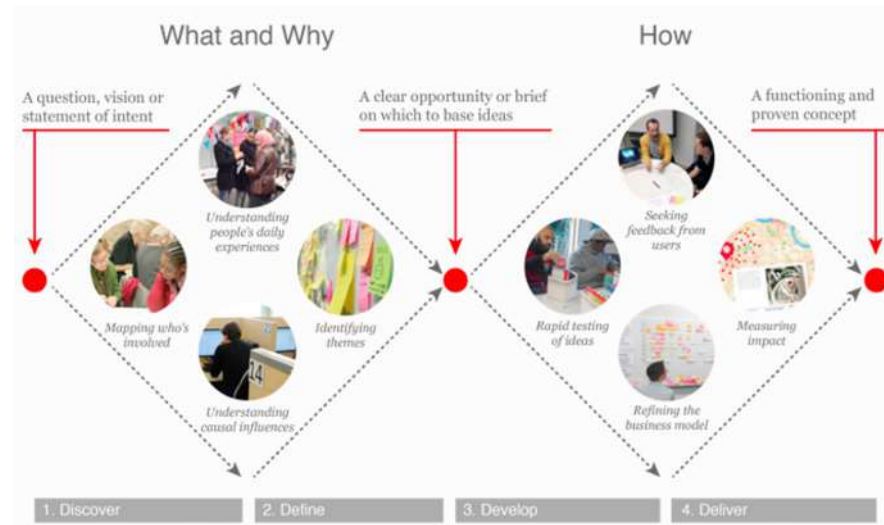 What and Why
How
A question, vision or
statement of intent
A clear opportunity or brief
on which to base ideas
A functioning and
proven concept
Understanding
people's daily
experiences
Seeking
feedback from
users
Mapping who's
involved
Identifying
themes
Rapid testing
of ideas
Measuring
impact
14
Understanding
causal influences
Refining the
business model
1. Discover
2. Define
3. Develop
4. Deliver